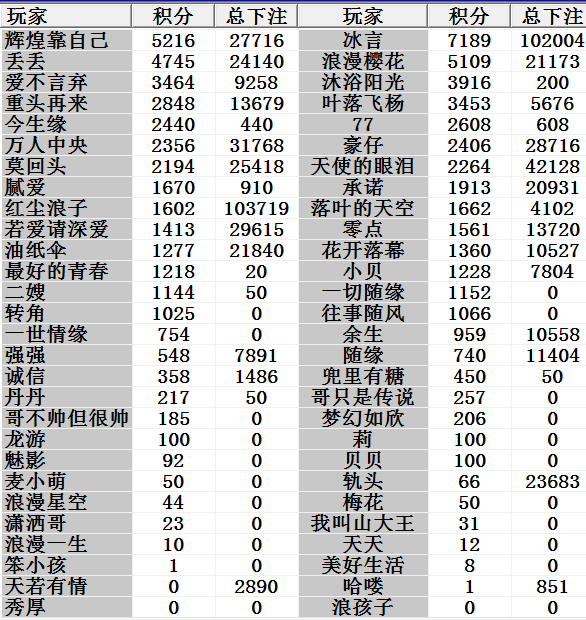 玩家 积分 总下注 玩家 积分 总下注
辉煌靠自己 5216 27716 冰言 7189 102004
丢丢 4745 24140 浪漫樱花 5109 21173
爱不言弃 3464 9258 沐浴阳光 3916 200
重头再来 2848 13679 叶落飞杨 3453 5676
今生缘 2440 440 77 2608 608
万人中央 2356 31768 豪仔 2406 28716
莫回头 2194 25418 天使的眼泪 2264 42128
腻爱 1670 910 承诺 1913 20931
红尘浪子 1602 103719 落叶的天空 1662 4102
若爱请深爱 1413 29615 零点 1561 13720
油纸伞 1277 21840 花开落幕 1360 10527
最好的青春 1218 20 小贝 1228 7804
二嫂 1144 50 一切随缘 1152 0
转角 1025 0 往事随风 1066 0
一世情缘 754 0 余生 959 10558
强强 548 7891 随缘 740 11404
诚信 358 1486 兜里有糖 450 50
丹丹 217 50 哥只是传说 257 0
哥不帅但很帅 185 0 梦幻如欣 206 0
龙游 100 0 莉 100 0
魅影 92 0 贝贝 100 0
麦小萌 50 0 轨头 66 23683
浪漫星空 44 0 梅花 50 0
潇洒哥 23 0 我叫山大王 31 0
浪漫一生 10 0 天天 12 0
笨小孩 1 0 美好生活 8 0
天若有情 0 2890 哈喽 1 851
秀厚 0 0 浪孩子 0 0